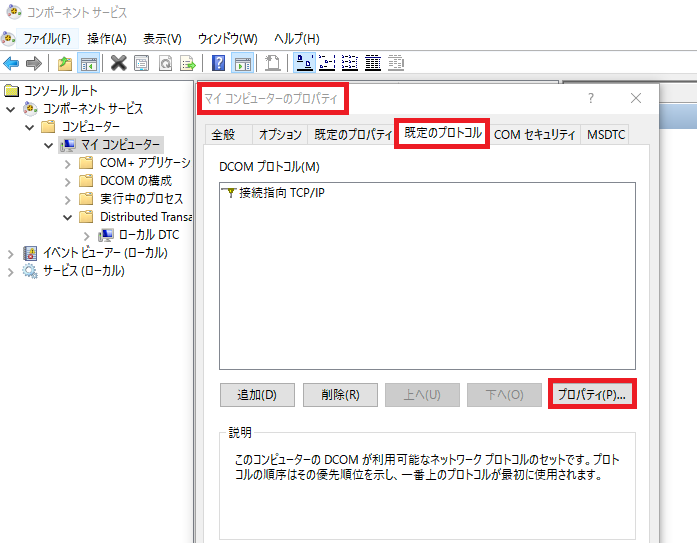 コンポーネント サービス
ファイル(F) 操作(A) 表示(V) ウィンドウ(W) ヘルプ(H)
コンソール ルート
コンポーネント サービス
コンピューター
マイ コンピューター
COM+ アプリケーシ
DCOM の構成
実行中のプロセス
Distributed Transa
ローカル DTC
イベント ビューアー (ローカル)
サービス (ローカル)
マイ コンピューターのプロパティ
全般 オプション 既定のプロパティ 既定のプロトコル COM セキュリティ MSDTC
DCOM プロトコル(M)
接続指向 TCP/IP
追加(D) 削除(R) 上へ(U) 下へ(O) プロパティ(P)...
説明
このコンピューターの DCOM が利用可能なネットワーク プロトコルのセットです。プロト
コルの順序はその優先順位を示し、一番上のプロトコルが最初に使用されます。